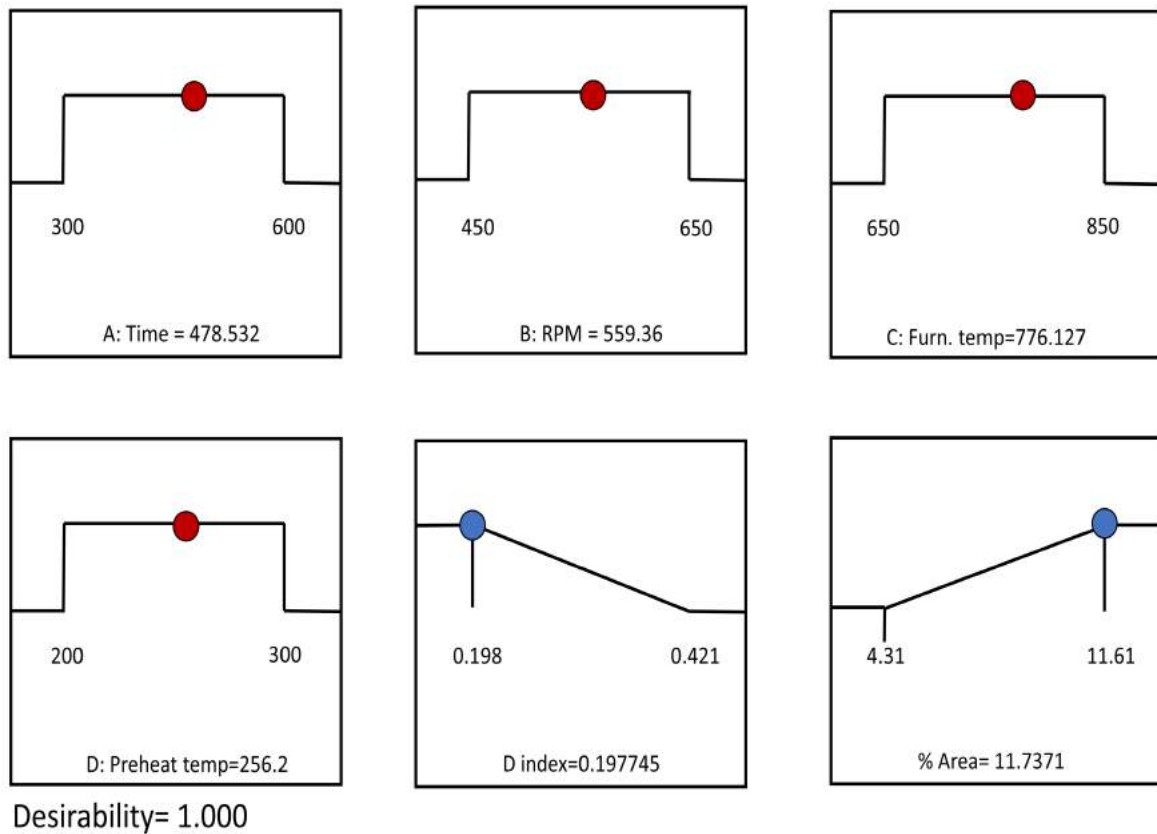 300 600
A: Time = 478.532
450 650
B: RPM = 559.36
650 850
C: Furn. temp=776.127
200 300
D: Preheat temp=256.2
0.198 0.421
D index=0.197745
4.31 11.61
% Area= 11.7371
Desirability= 1.000